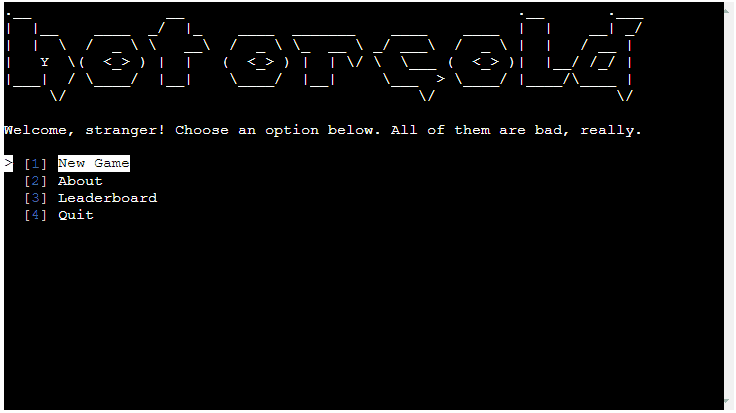 hotorcold
Welcome, stranger! Choose an option below. All of them are bad, really.
> [1] New Game
[2] About
[3] Leaderboard
[4] Quit